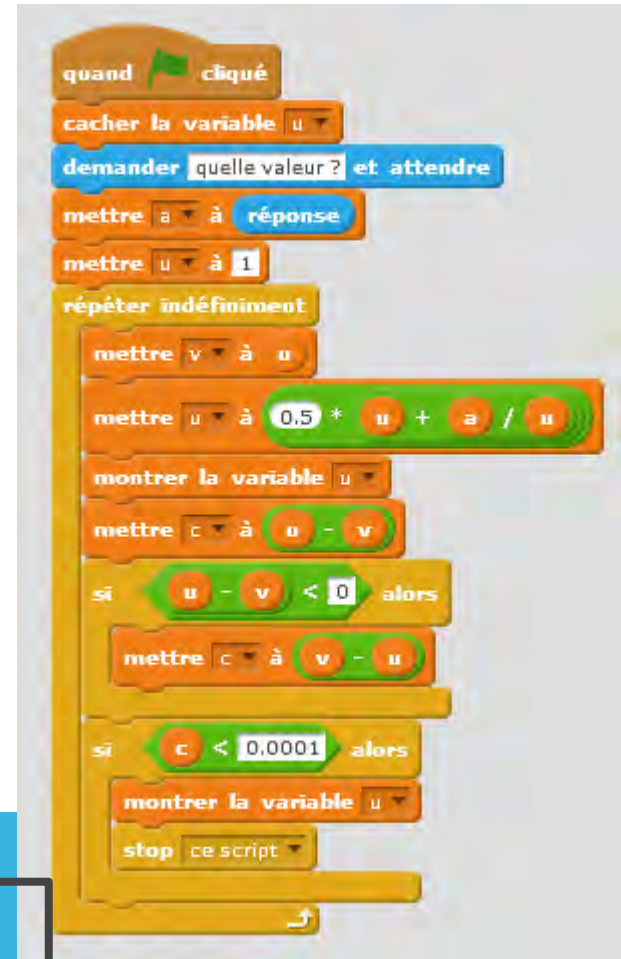 quand cliqué
cacher la variable u
demander quelle valeur ? et attendre
mettre a à réponse
mettre u à 1
répéter indéfiniment
mettre v à u
mettre u à 0.5 * u + a / u
montrer la variable u
mettre c à u - v
si u - v < 0 alors
mettre c à v - u
si c < 0.0001 alors
montrer la variable u
stop ce script